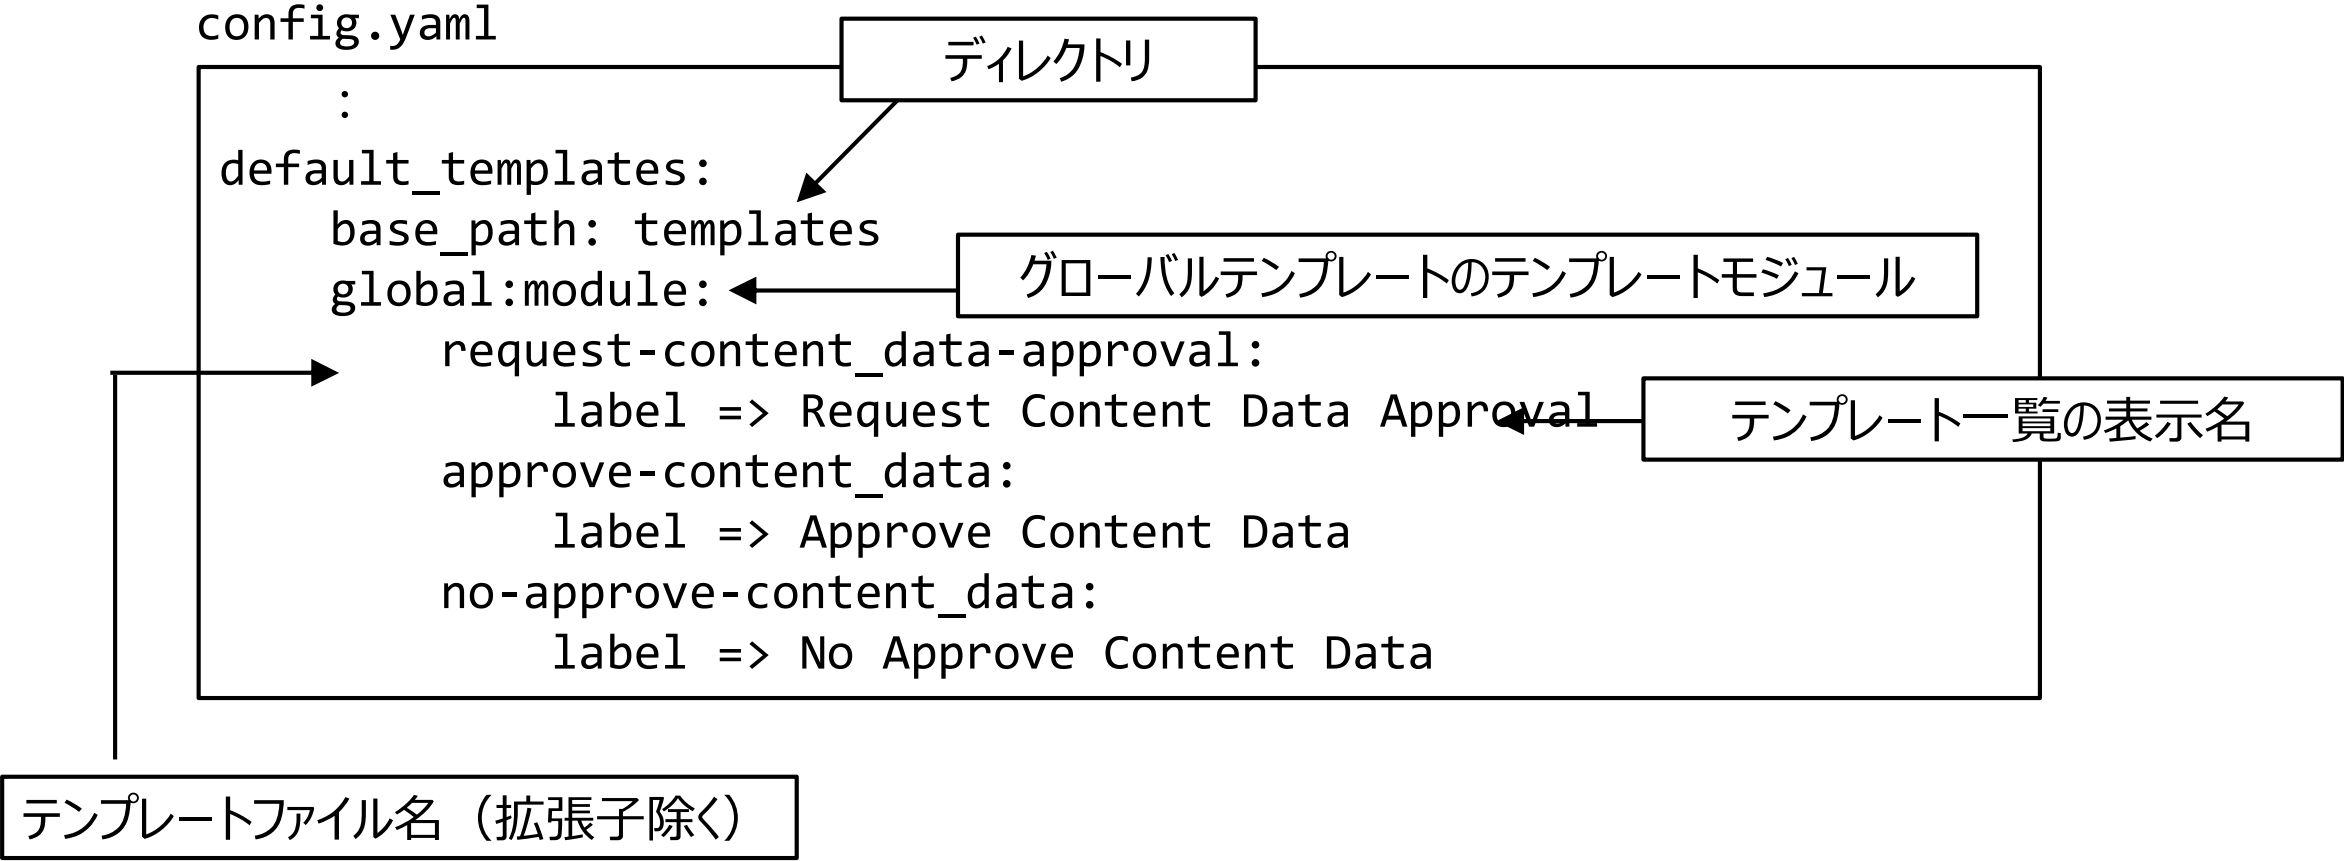 config.yaml
ディレクトリ
:
default_templates:
base_path: templates
global:module:
グローバルテンプレートのテンプレートモジュール
request-content_data-approval:
label => Request Content Data Approval
テンプレート一覧の表示名
approve-content_data:
label => Approve Content Data
no-approve-content_data:
label => No Approve Content Data
テンプレートファイル名（拡張子除く）